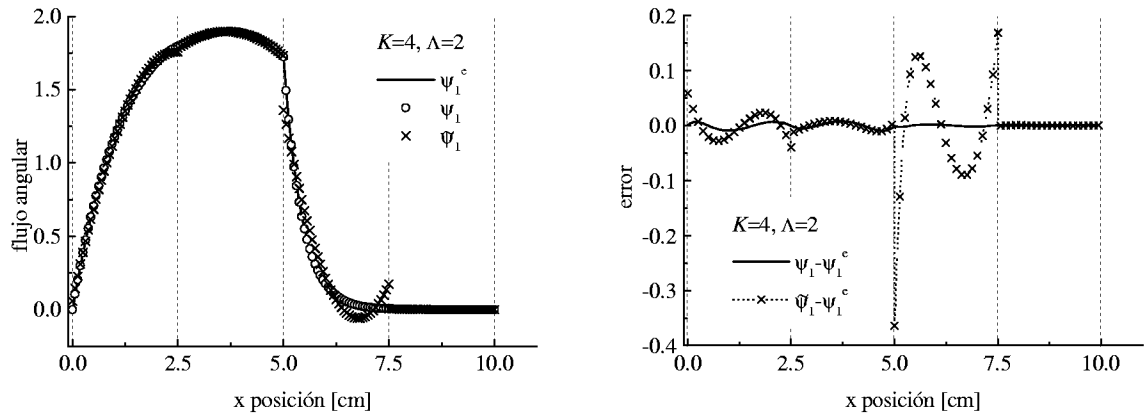 2.0
1.5
1.0
0.5
0.0
flujo angular
K=4, Λ=2
ψ₁ᵉ
ψ₁
ψ̃₁
0.0 2.5 5.0 7.5 10.0
x posición [cm]
0.2
0.1
0.0
-0.1
-0.2
-0.3
-0.4
error
K=4, Λ=2
ψ₁-ψ₁ᵉ
ψ̃₁-ψ₁ᵉ
0.0 2.5 5.0 7.5 10.0
x posición [cm]